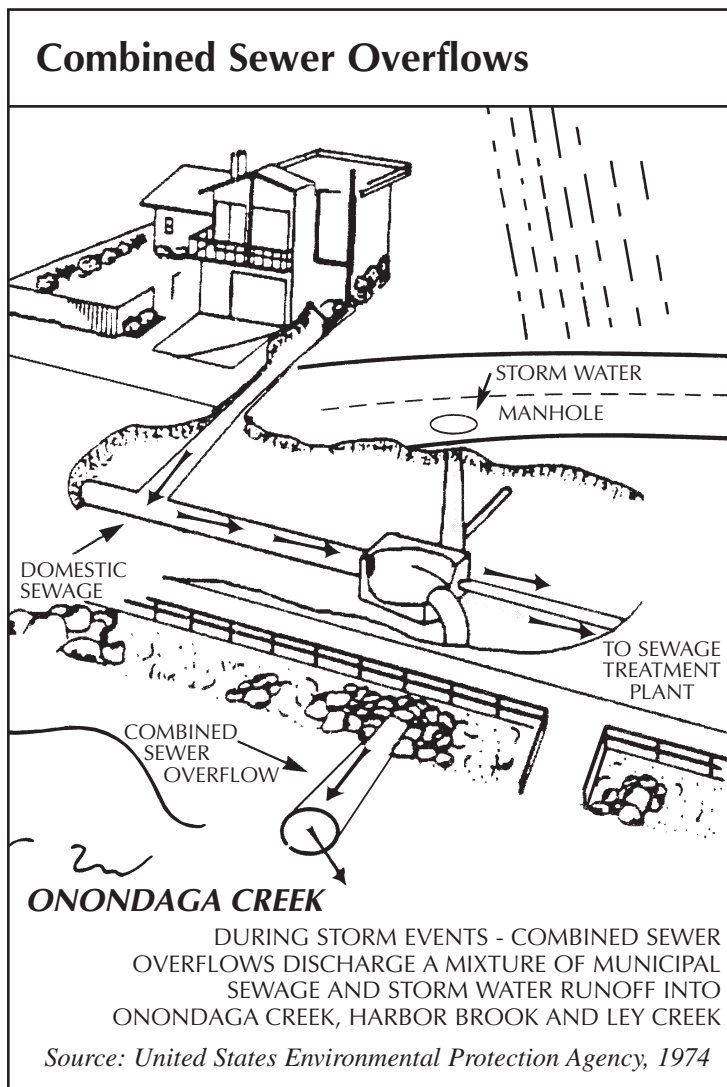 Combined Sewer Overflows
STORM WATER
MANHOLE
DOMESTIC
SEWAGE
TO SEWAGE
TREATMENT
PLANT
COMBINED
SEWER
OVERFLOW
ONONDAGA CREEK
DURING STORM EVENTS - COMBINED SEWER
OVERFLOWS DISCHARGE A MIXTURE OF MUNICIPAL
SEWAGE AND STORM WATER RUNOFF INTO
ONONDAGA CREEK, HARBOR BROOK AND LEY CREEK
Source: United States Environmental Protection Agency, 1974